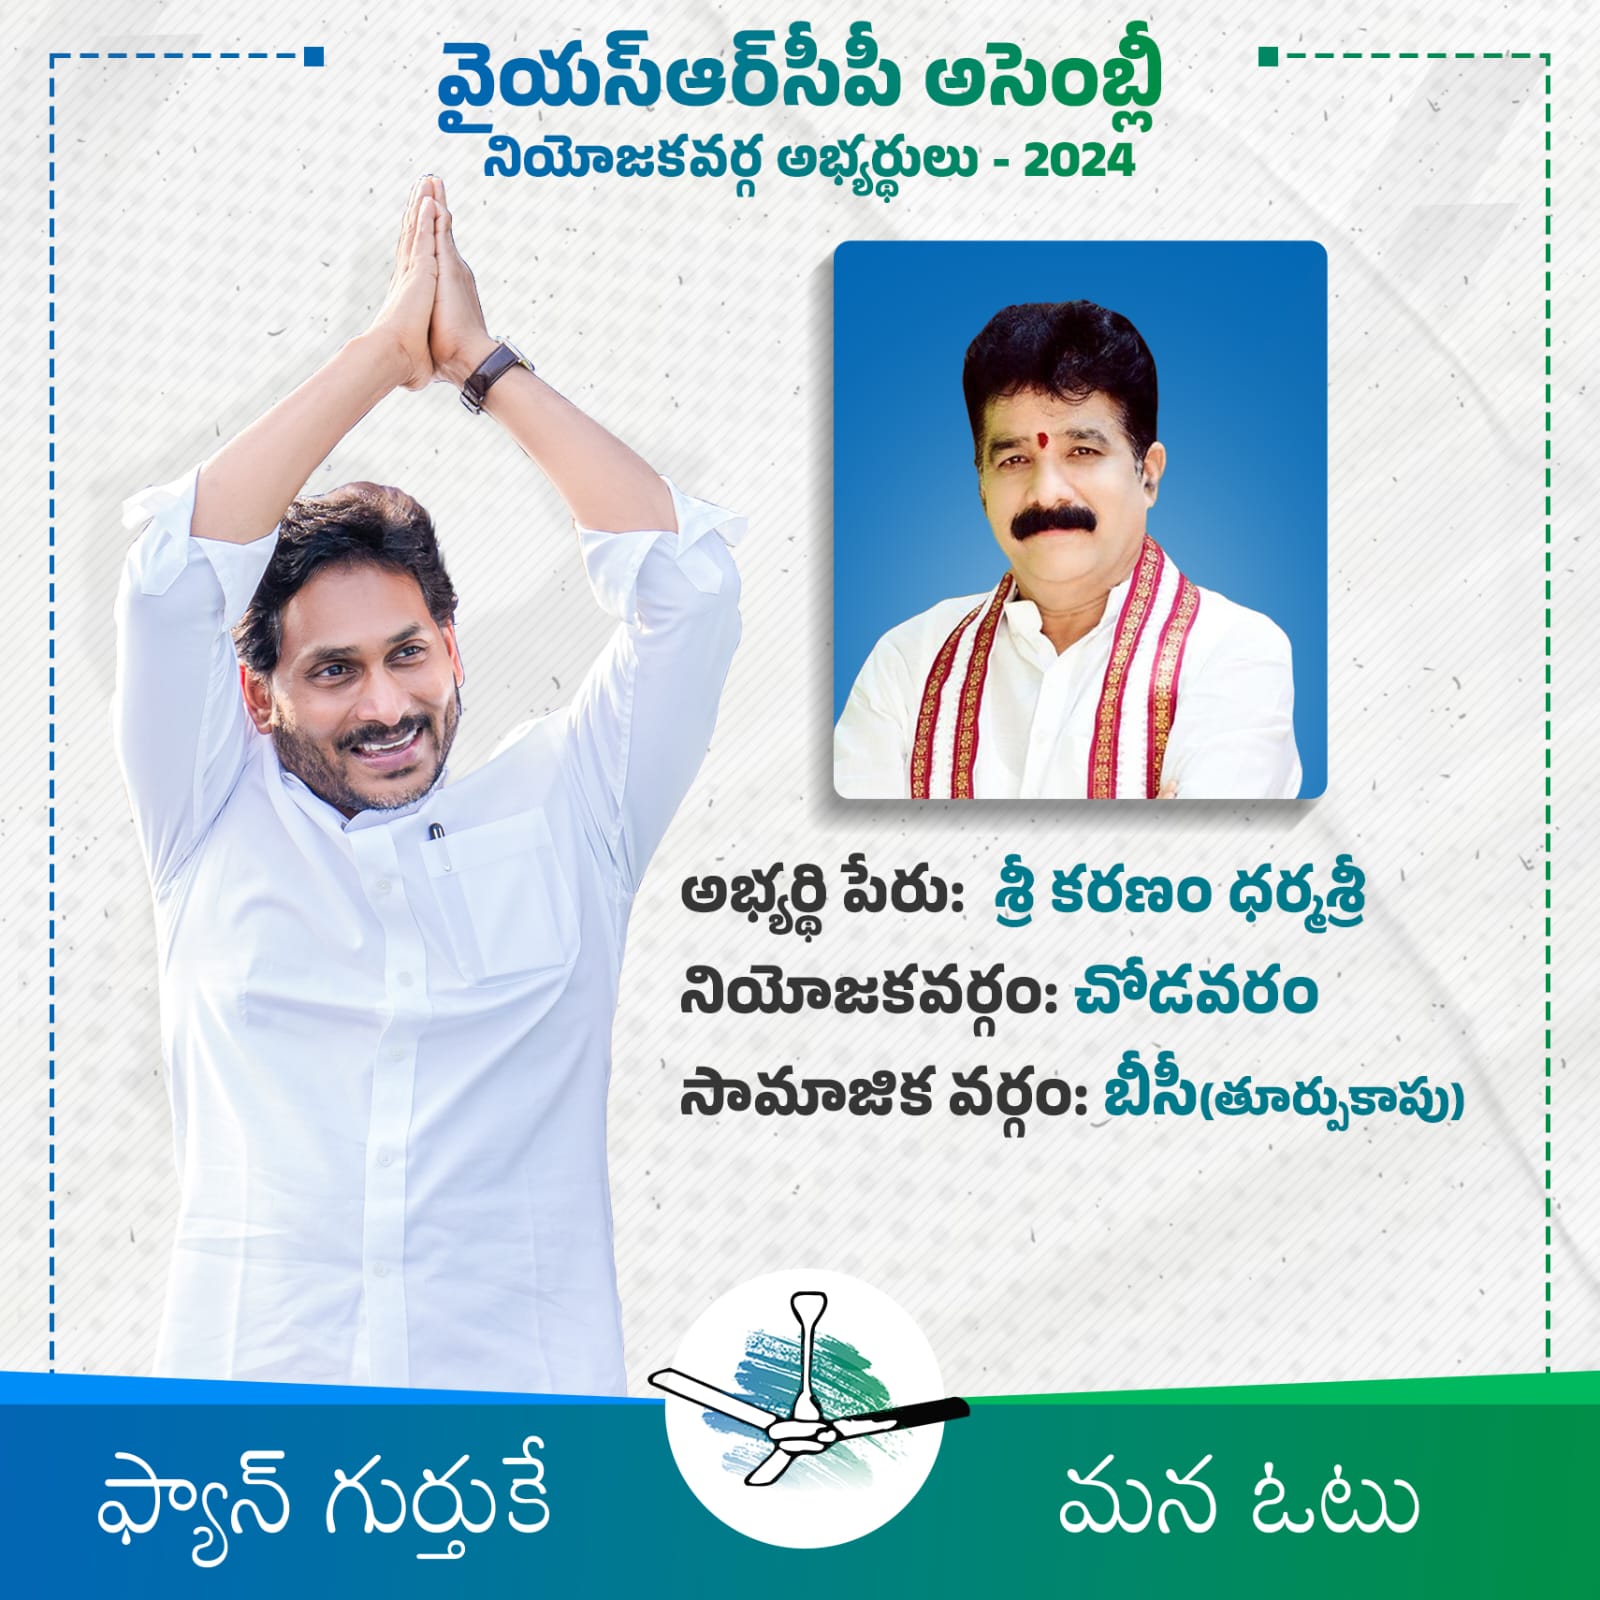 వైయస్ఆర్‌సీపీ అసెంబ్లీ
నియోజకవర్గ అభ్యర్థులు - 2024
అభ్యర్థి పేరు: శ్రీ కరణం ధర్మశ్రీ
నియోజకవర్గం: చోడవరం
సామాజిక వర్గం: బీసీ(తూర్పుకాపు)
ఫ్యాన్ గుర్తుకే మన ఓటు